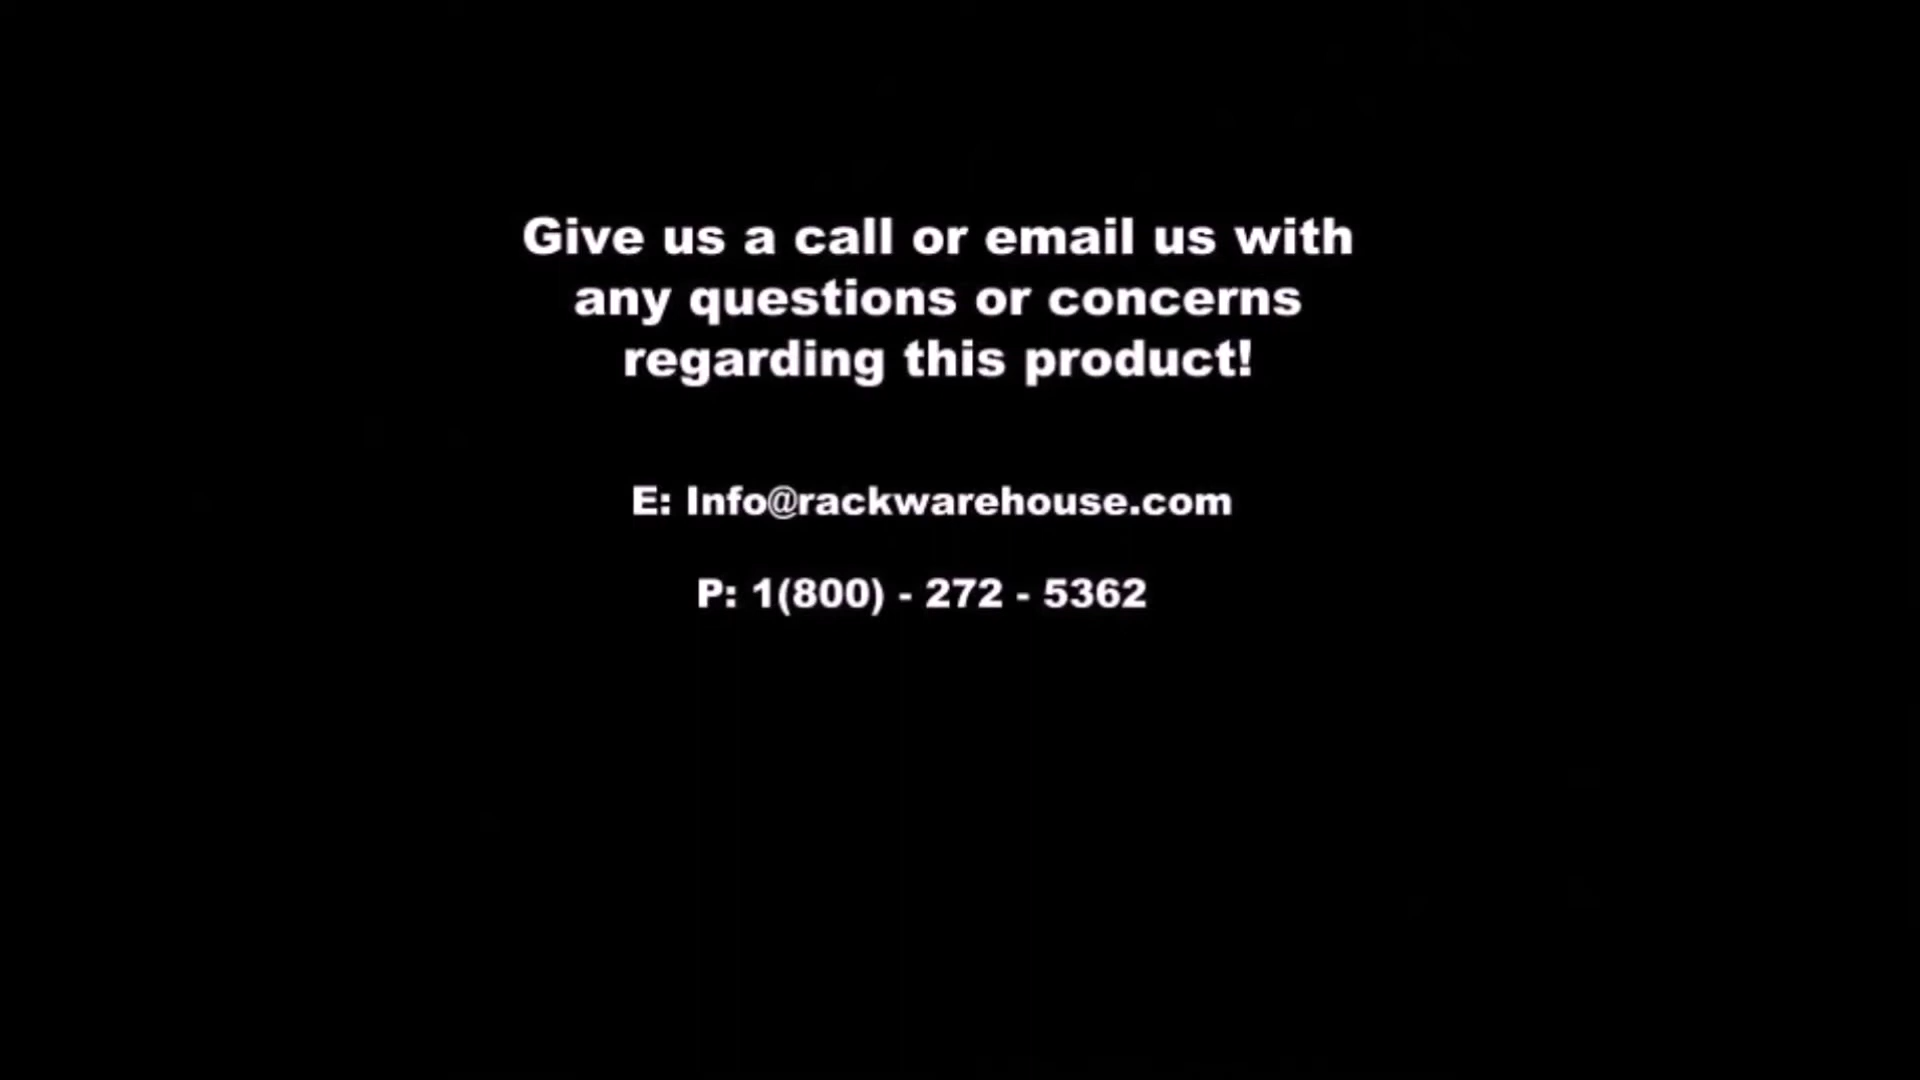 Give us a call or email us with
any questions or concerns
regarding this product!
E: Info@rackwarehouse.com
P: 1(800) - 272 - 5362